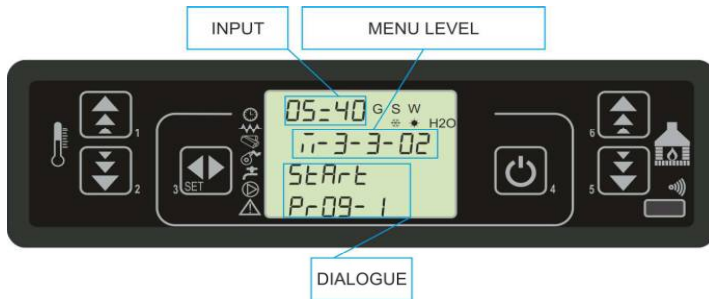 INPUT
MENU LEVEL
05:40 G S W
H2O
1
6
M-3-3-02
3 SET
4
StArt
2
5
Pr09- 1
DIALOGUE